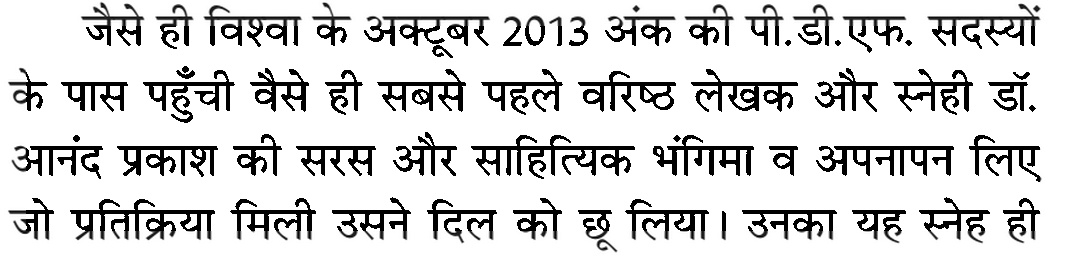 जैसे ही विश्वा के अक्टूबर 2013 अंक की पी.डी.एफ. सदस्यों
के पास पहुँची वैसे ही सबसे पहले वरिष्ठ लेखक और स्नेही डॉ.
आनंद प्रकाश की सरस और साहित्यिक भंगिमा व अपनापन लिए
जो प्रतिक्रिया मिली उसने दिल को छू लिया। उनका यह स्नेह ही